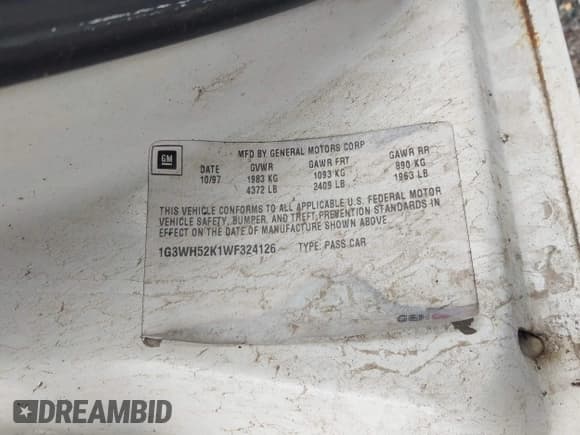 GM
MFD BY GENERAL MOTORS CORP
DATE GVWR GAWR FRT GAWR RR
10/97 1983 KG 1093 KG 890 KG
4372 LB 2409 LB 1963 LB
THIS VEHICLE CONFORMS TO ALL APPLICABLE U.S. FEDERAL MOTOR
VEHICLE SAFETY, BUMPER, AND THEFT PREVENTION STANDARDS IN
EFFECT ON THE DATE OF MANUFACTURE SHOWN ABOVE.
1G3WH52K1WF324126 TYPE: PASS CAR
DREAMBID